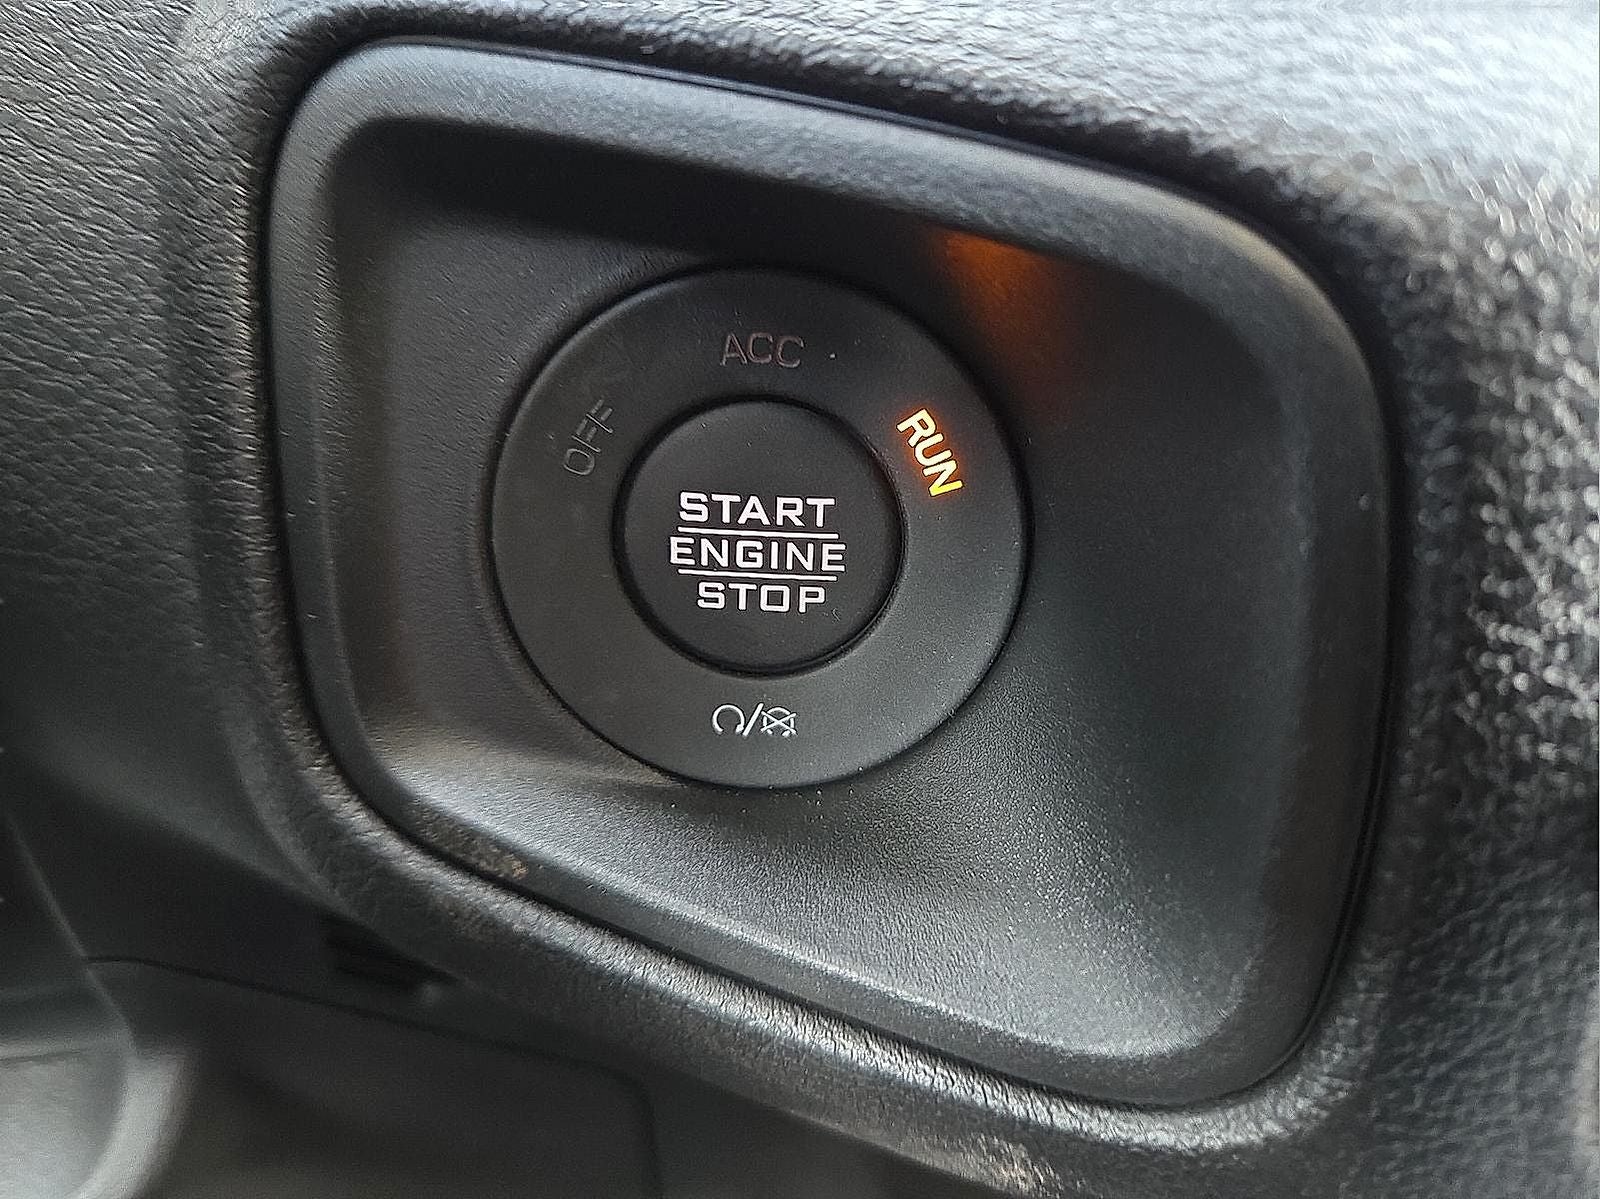 ACC
OFF
RUN
START
ENGINE
STOP